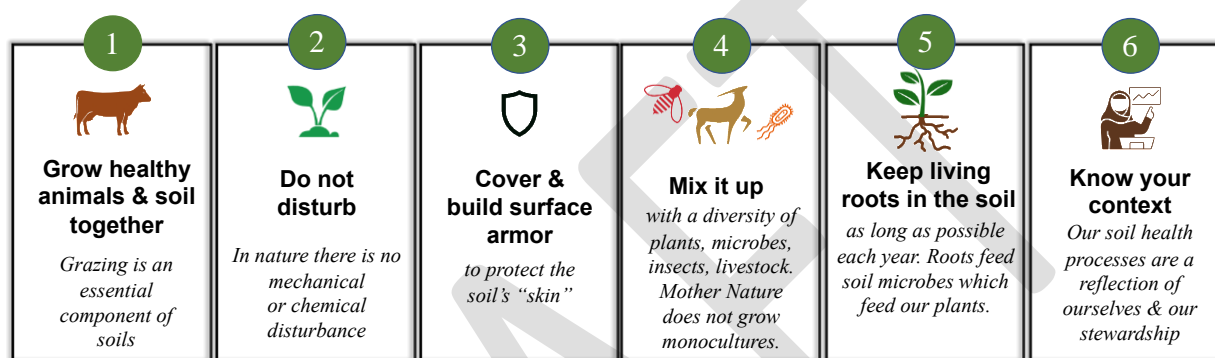 1
Grow healthy
animals & soil
together
Grazing is an
essential
component of
soils
2
Do not
disturb
In nature there is no
mechanical
or chemical
disturbance
3
Cover &
build surface
armor
to protect the
soil's “skin”
4
Mix it up
with a diversity of
plants, microbes,
insects, livestock.
Mother Nature
does not grow
monocultures.
5
Keep living
roots in the soil
as long as possible
each year. Roots feed
soil microbes which
feed our plants.
6
Know your
context
Our soil health
processes are a
reflection of
ourselves & our
stewardship